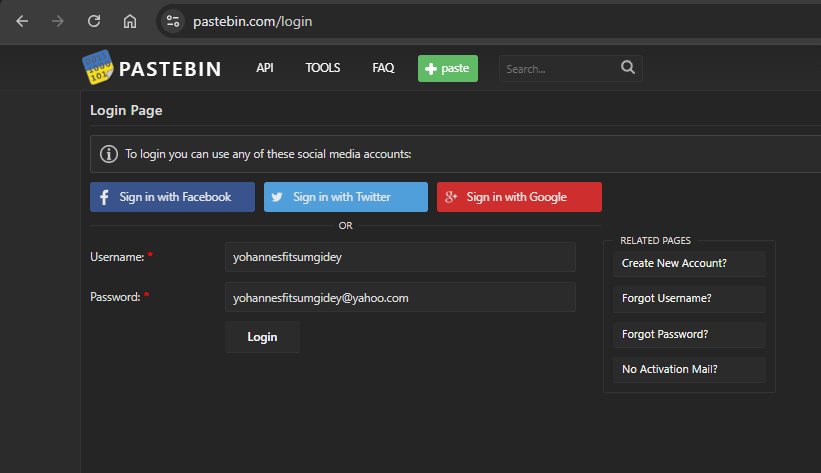 pastebin.com/login
PASTEBIN API TOOLS FAQ paste Search...
Login Page
To login you can use any of these social media accounts:
Sign in with Facebook Sign in with Twitter Sign in with Google
OR
Username: * yohannesfitsumgidey
Password: * yohannesfitsumgidey@yahoo.com
Login
RELATED PAGES
Create New Account?
Forgot Username?
Forgot Password?
No Activation Mail?